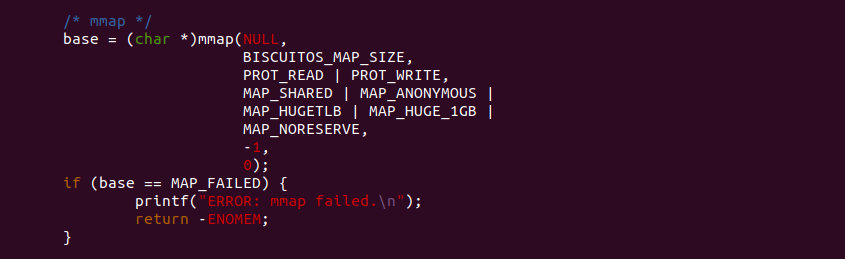 /* mmap */
base = (char *)mmap(NULL,
BISCUITOS_MAP_SIZE,
PROT_READ | PROT_WRITE,
MAP_SHARED | MAP_ANONYMOUS |
MAP_HUGETLB | MAP_HUGE_1GB |
MAP_NORESERVE,
-1,
0);
if (base == MAP_FAILED) {
printf("ERROR: mmap failed.\n");
return -ENOMEM;
}